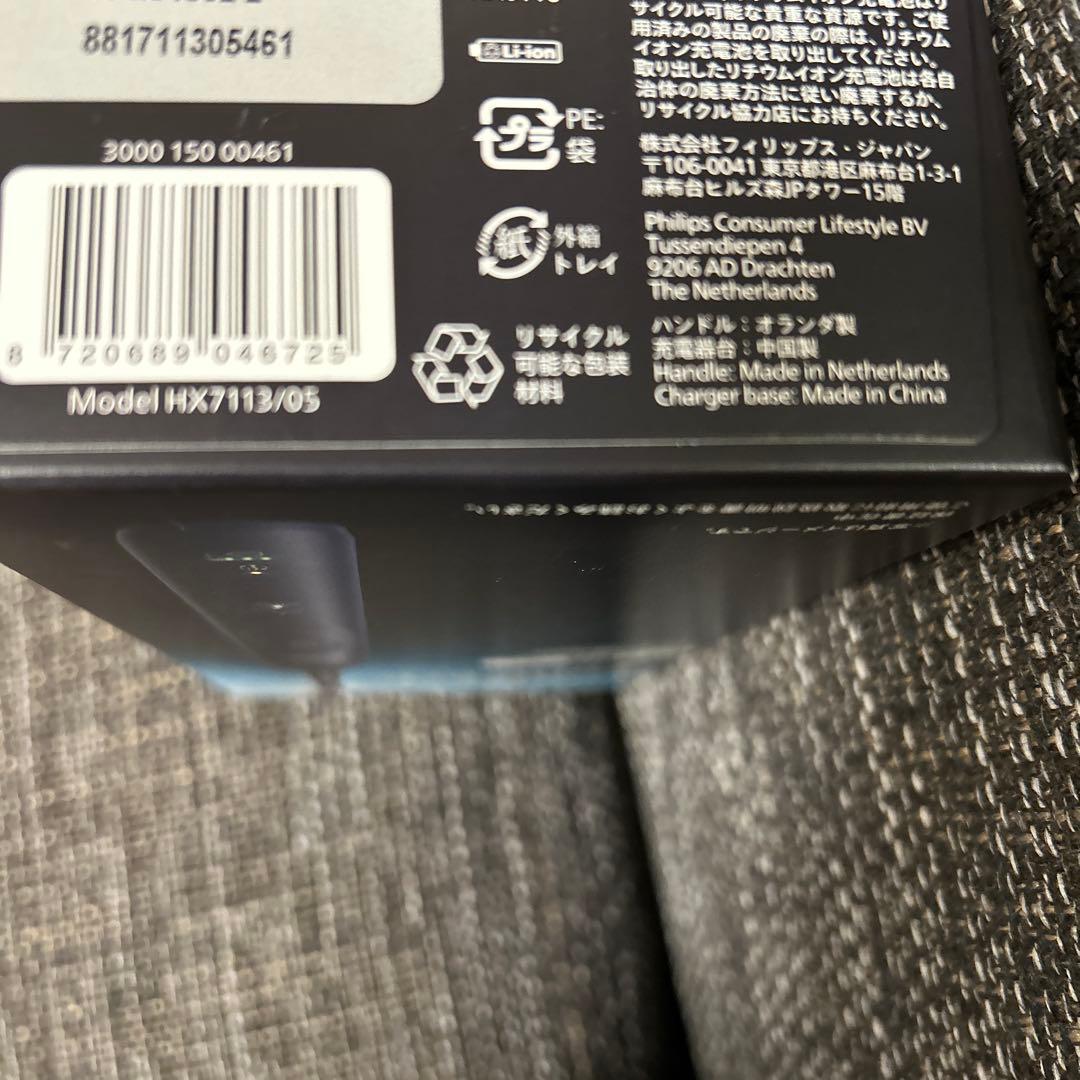 881711305461
3000 150 00461
8 720689 046725
Model HX7113/05
Li-ion
プラ
PE:
袋
紙
外箱
トレイ
リサイクル
可能な包装
材料
サイクル可能な貴重な資源です。ご使
用済みの製品の廃棄の際は、リチウム
イオン充電池を取り出してください。
取り出したリチウムイオン充電池は各自
治体の廃棄方法に従い廃棄するか、
リサイクル協力店にお持ちください。
株式会社フィリップス・ジャパン
〒106-0041 東京都港区麻布台1-3-1
麻布台ヒルズ森JPタワー15階
Philips Consumer Lifestyle BV
Tussendiepen 4
9206 AD Drachten
The Netherlands
ハンドル：オランダ製
充電器台：中国製
Handle: Made in Netherlands
Charger base: Made in China